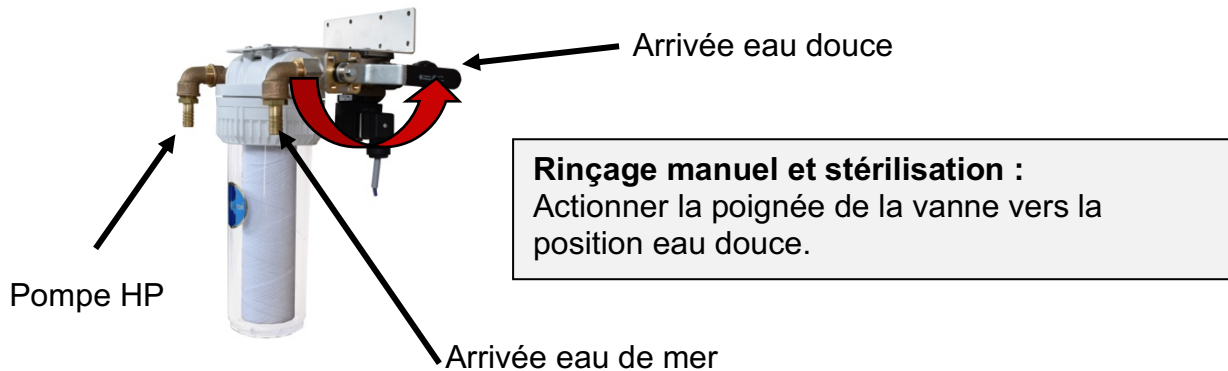 Arrivée eau douce
Rinçage manuel et stérilisation :
Actionner la poignée de la vanne vers la
position eau douce.
Pompe HP
Arrivée eau de mer